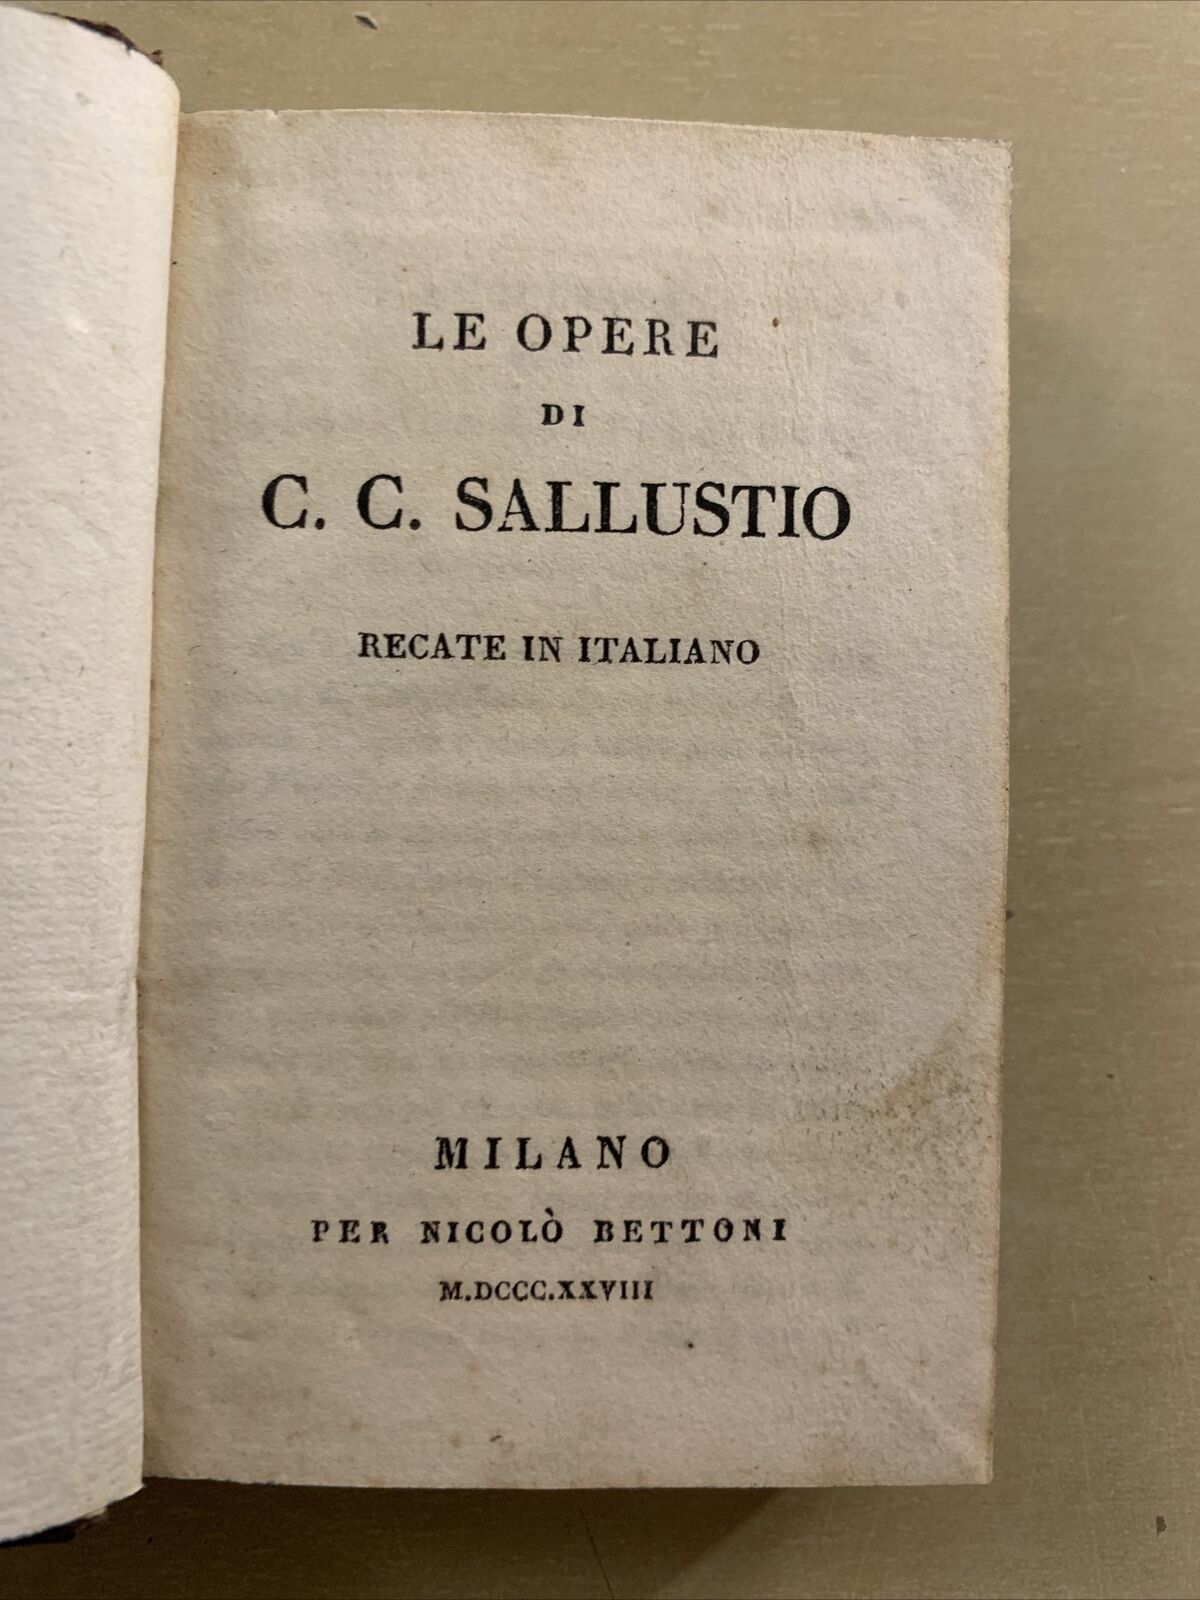 LE OPERE
DI
C. C. SALLUSTIO
RECATE IN ITALIANO
MILANO
PER NICOLÒ BETTONI
M.DCCC.XXVIII